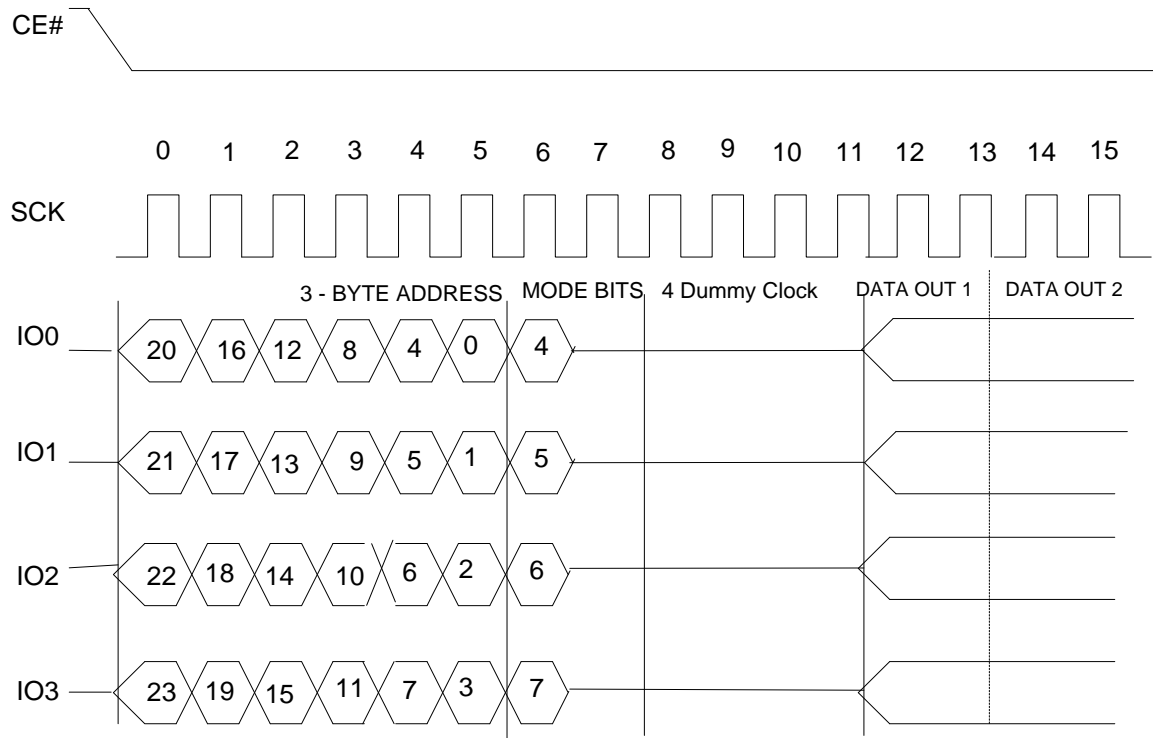 CE#
0 1 2 3 4 5 6 7 8 9 10 11 12 13 14 15
SCK
3 - BYTE ADDRESS MODE BITS 4 Dummy Clock DATA OUT 1 DATA OUT 2
IO0 20 16 12 8 4 0 4
IO1 21 17 13 9 5 1 5
IO2 22 18 14 10 6 2 6
IO3 23 19 15 11 7 3 7